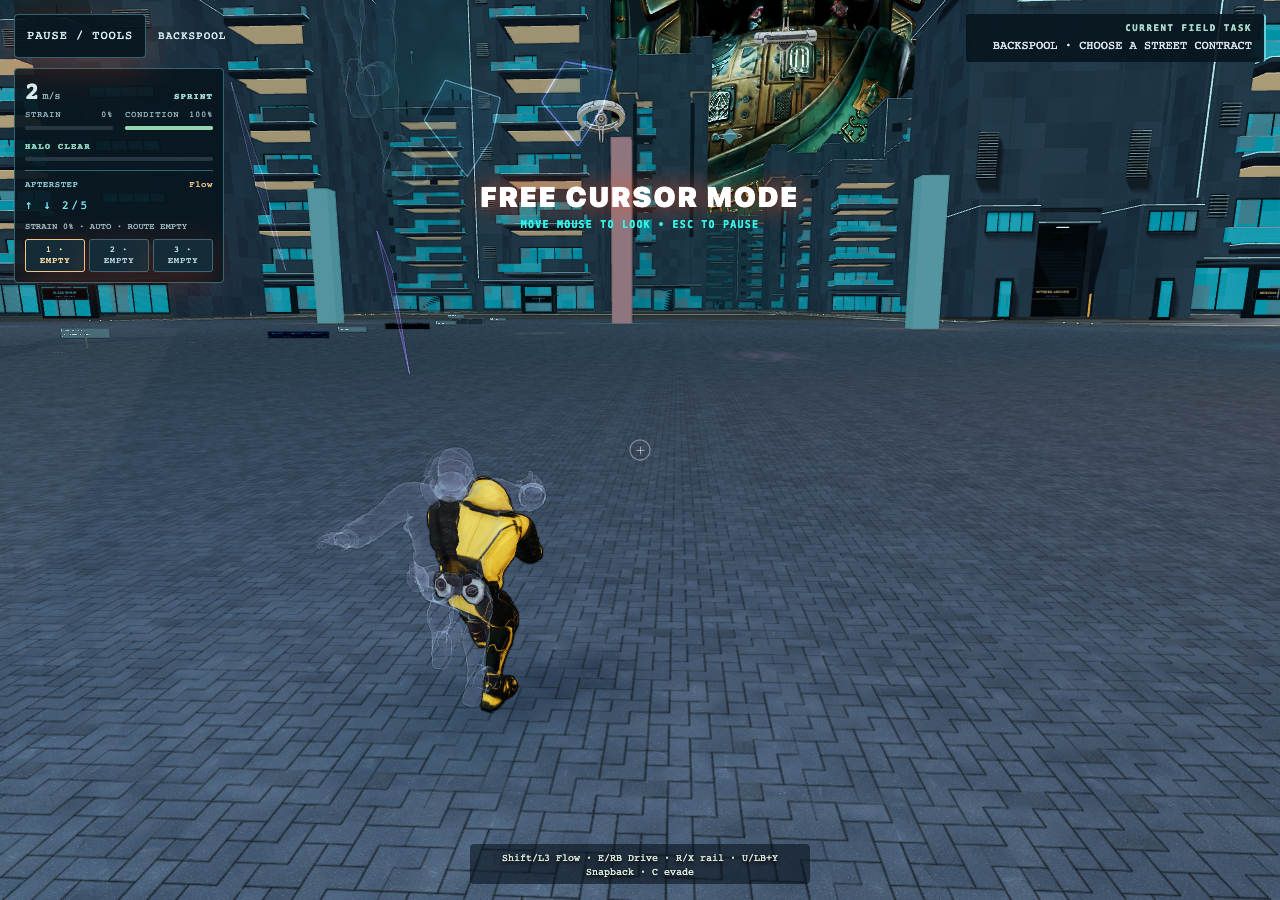 PAUSE / TOOLS
BACKSPOOL
CURRENT FIELD TASK
BACKSPOOL · CHOOSE A STREET CONTRACT
2 m/s
SPRINT
STRAIN 0%
CONDITION 100%
HALO CLEAR
AFTERSTEP
Flow
↑ ↓ 2/5
STRAIN 0% · AUTO · ROUTE EMPTY
1 · EMPTY
2 · EMPTY
3 · EMPTY
FREE CURSOR MODE
MOVE MOUSE TO LOOK • ESC TO PAUSE
Shift/L3 Flow · E/RB Drive · R/X rail · U/LB+Y
Snapback · C evade